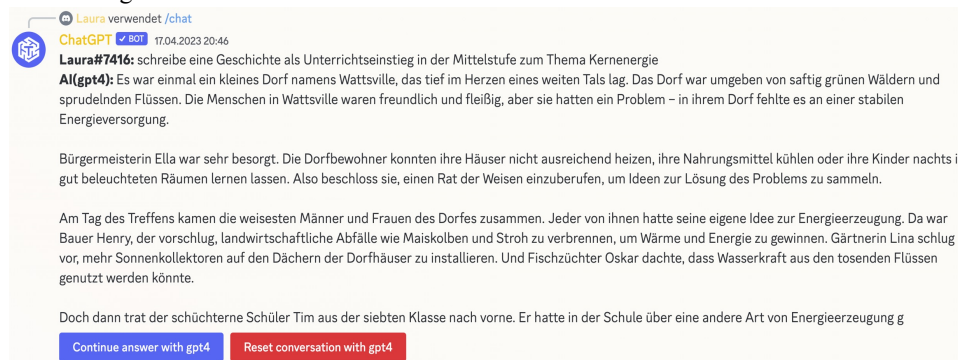 Laura verwendet /chat
ChatGPT ✓ BOT 17.04.2023 20:46
Laura#7416: schreibe eine Geschichte als Unterrichtseinstieg in der Mittelstufe zum Thema Kernenergie
AI(gpt4): Es war einmal ein kleines Dorf namens Wattsville, das tief im Herzen eines weiten Tals lag. Das Dorf war umgeben von saftig grünen Wäldern und
sprudelnden Flüssen. Die Menschen in Wattsville waren freundlich und fleißig, aber sie hatten ein Problem – in ihrem Dorf fehlte es an einer stabilen
Energieversorgung.
Bürgermeisterin Ella war sehr besorgt. Die Dorfbewohner konnten ihre Häuser nicht ausreichend heizen, ihre Nahrungsmittel kühlen oder ihre Kinder nachts i
gut beleuchteten Räumen lernen lassen. Also beschloss sie, einen Rat der Weisen einzuberufen, um Ideen zur Lösung des Problems zu sammeln.
Am Tag des Treffens kamen die weisesten Männer und Frauen des Dorfes zusammen. Jeder von ihnen hatte seine eigene Idee zur Energieerzeugung. Da war
Bauer Henry, der vorschlug, landwirtschaftliche Abfälle wie Maiskolben und Stroh zu verbrennen, um Wärme und Energie zu gewinnen. Gärtnerin Lina schlug
vor, mehr Sonnenkollektoren auf den Dächern der Dorfhäuser zu installieren. Und Fischzüchter Oskar dachte, dass Wasserkraft aus den tosenden Flüssen
genutzt werden könnte.
Doch dann trat der schüchterne Schüler Tim aus der siebten Klasse nach vorne. Er hatte in der Schule über eine andere Art von Energieerzeugung g
Continue answer with gpt4 Reset conversation with gpt4